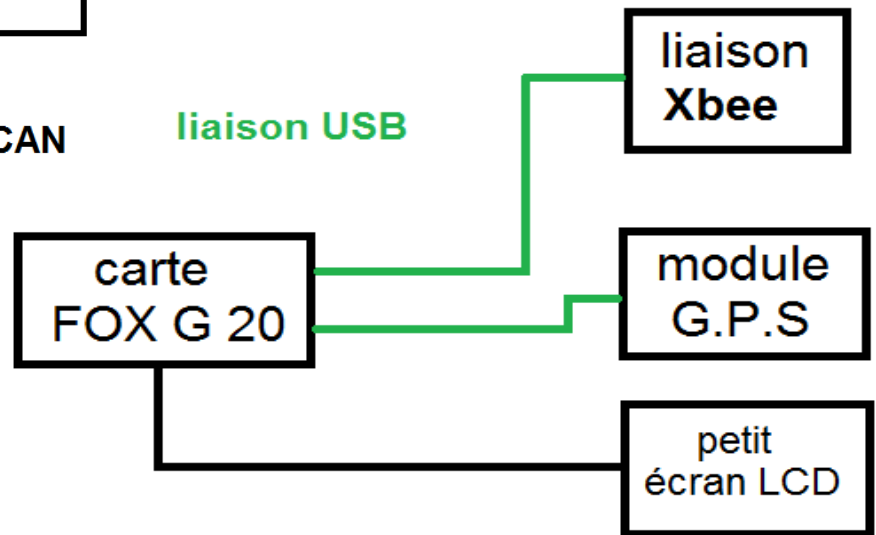 liaison
Xbee
liaison USB
CAN
carte
FOX G 20
module
G.P.S
petit
écran LCD